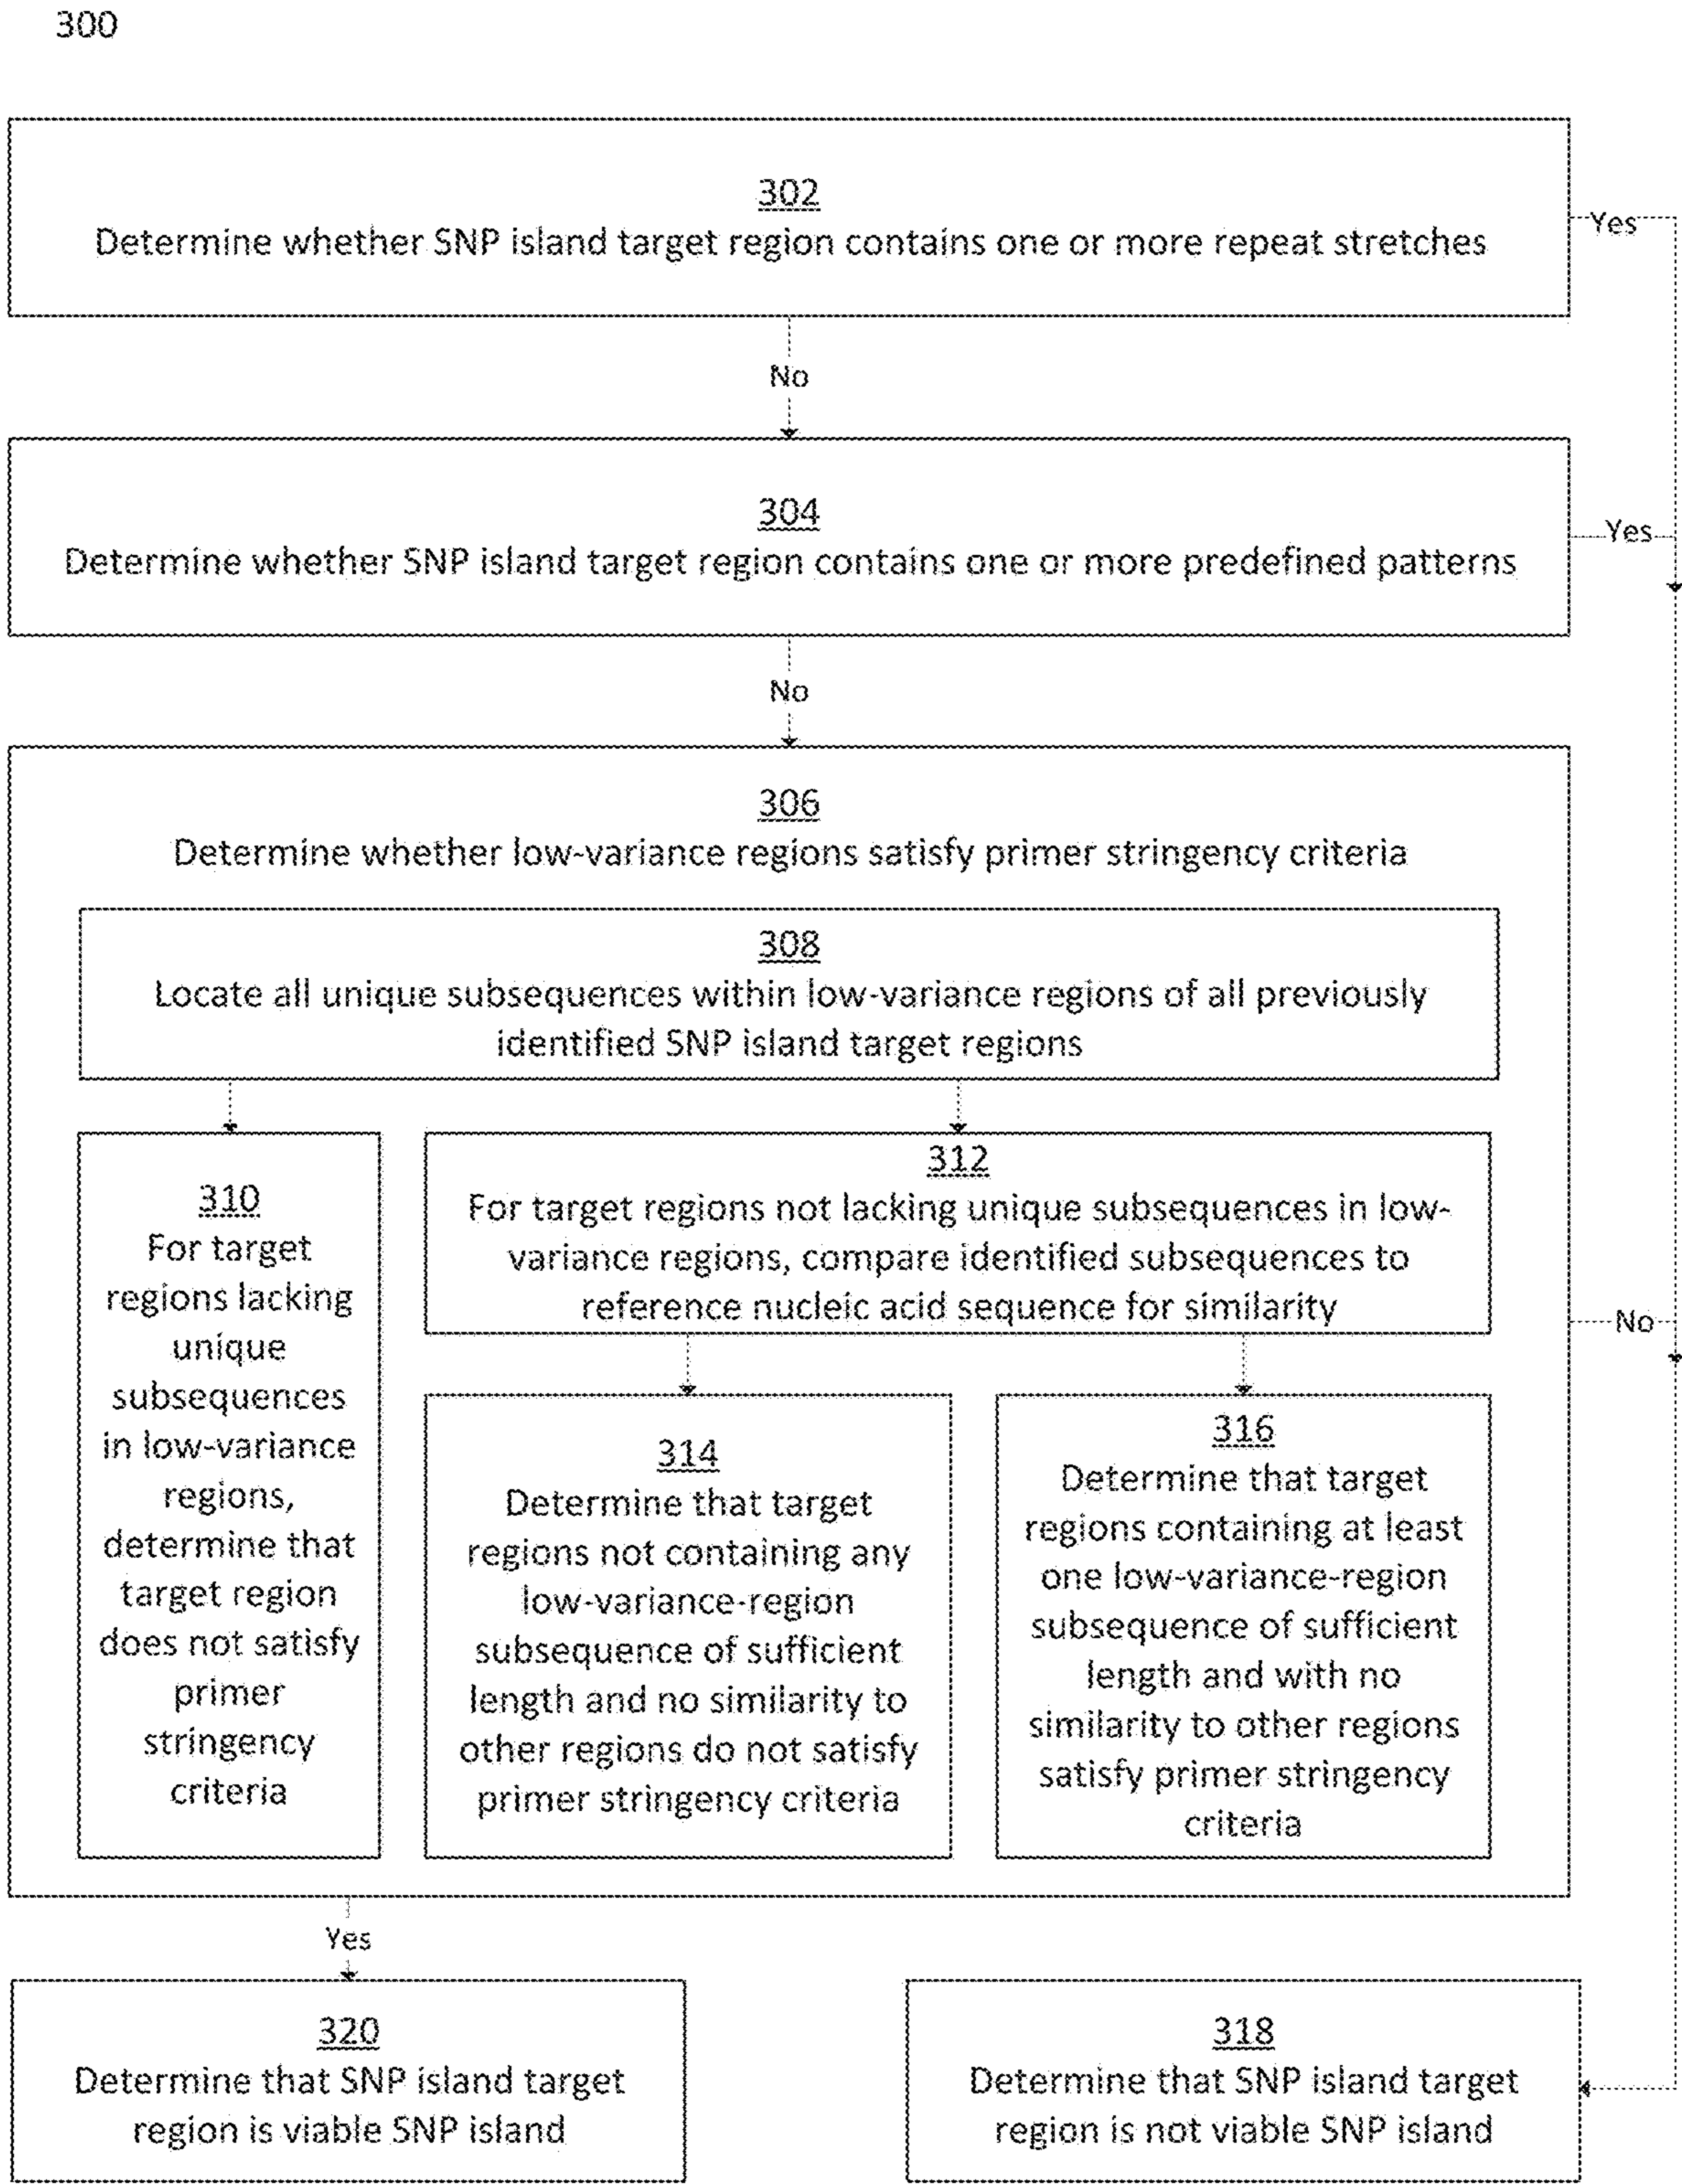 300
302
Determine whether SNP island target region contains one or more repeat stretches
Yes
No
304
Determine whether SNP island target region contains one or more predefined patterns
Yes
No
306
Determine whether low-variance regions satisfy primer stringency criteria
308
Locate all unique subsequences within low-variance regions of all previously
identified SNP island target regions
310
For target
regions lacking
unique
subsequences
in low-variance
regions,
determine that
target region
does not satisfy
primer
stringency
criteria
312
For target regions not lacking unique subsequences in low-
variance regions, compare identified subsequences to
reference nucleic acid sequence for similarity
No
314
Determine that target
regions not containing any
low-variance-region
subsequence of sufficient
length and no similarity to
other regions do not satisfy
primer stringency criteria
316
Determine that target
regions containing at least
one low-variance-region
subsequence of sufficient
length and with no
similarity to other regions
satisfy primer stringency
criteria
Yes
320
Determine that SNP island target
region is viable SNP island
318
Determine that SNP island target
region is not viable SNP island